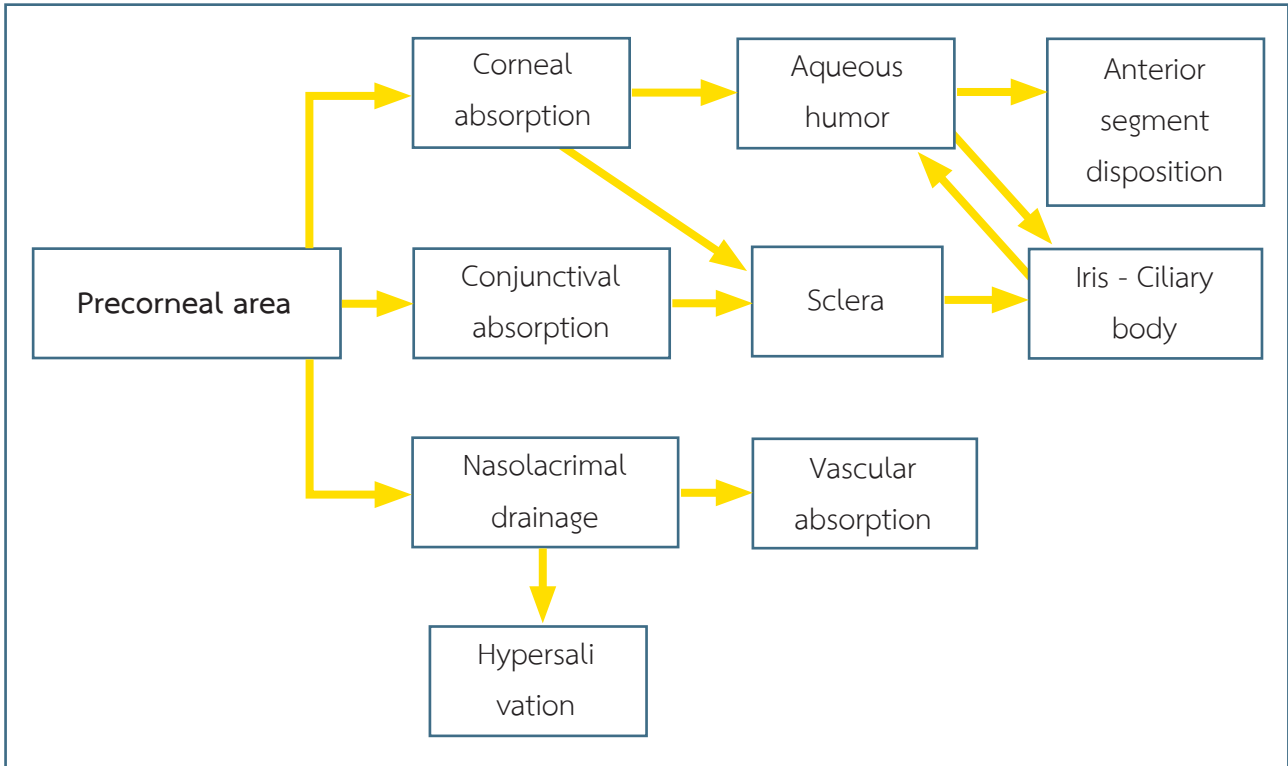 Corneal
absorption
Aqueous
humor
Anterior
segment
disposition
Precorneal area
Conjunctival
absorption
Sclera
Iris - Ciliary
body
Nasolacrimal
drainage
Vascular
absorption
Hypersali
vation